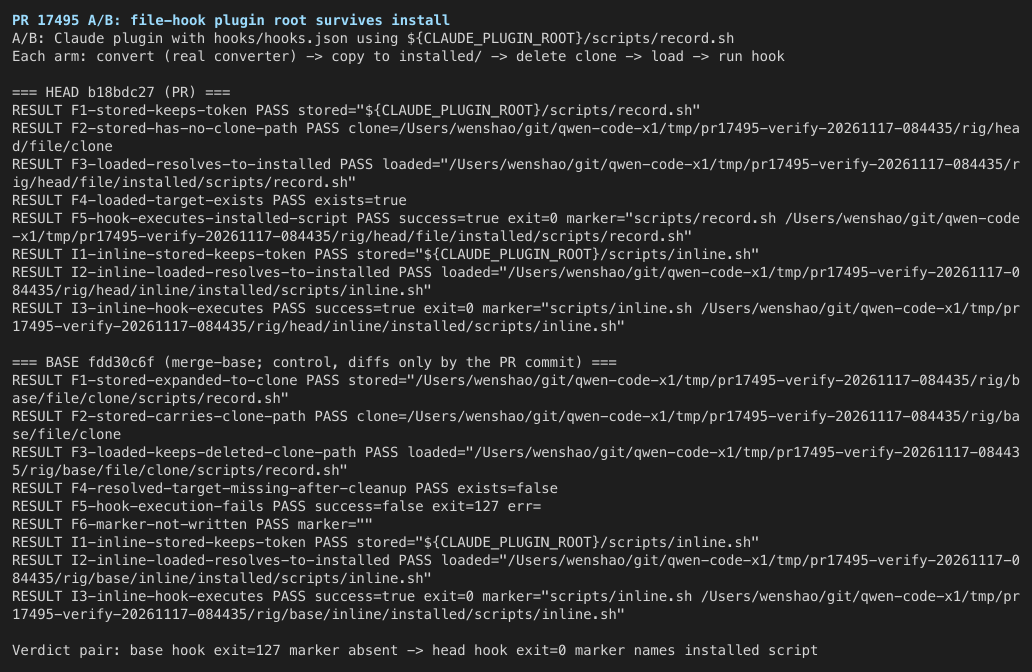 PR 17495 A/B: file-hook plugin root survives install
A/B: Claude plugin with hooks/hooks.json using ${CLAUDE_PLUGIN_ROOT}/scripts/record.sh
Each arm: convert (real converter) -> copy to installed/ -> delete clone -> load -> run hook

=== HEAD b18bdc27 (PR) ===
RESULT F1-stored-keeps-token PASS stored="${CLAUDE_PLUGIN_ROOT}/scripts/record.sh"
RESULT F2-stored-has-no-clone-path PASS clone=/Users/wenshao/git/qwen-code-x1/tmp/pr17495-verify-20261117-084435/rig/hea
d/file/clone
RESULT F3-loaded-resolves-to-installed PASS loaded="/Users/wenshao/git/qwen-code-x1/tmp/pr17495-verify-20261117-084435/r
ig/head/file/installed/scripts/record.sh"
RESULT F4-loaded-target-exists PASS exists=true
RESULT F5-hook-executes-installed-script PASS success=true exit=0 marker="scripts/record.sh /Users/wenshao/git/qwen-code
-x1/tmp/pr17495-verify-20261117-084435/rig/head/file/installed/scripts/record.sh"
RESULT I1-inline-stored-keeps-token PASS stored="${CLAUDE_PLUGIN_ROOT}/scripts/inline.sh"
RESULT I2-inline-loaded-resolves-to-installed PASS loaded="/Users/wenshao/git/qwen-code-x1/tmp/pr17495-verify-20261117-0
84435/rig/head/inline/installed/scripts/inline.sh"
RESULT I3-inline-hook-executes PASS success=true exit=0 marker="scripts/inline.sh /Users/wenshao/git/qwen-code-x1/tmp/pr
17495-verify-20261117-084435/rig/head/inline/installed/scripts/inline.sh"

=== BASE fdd30c6f (merge-base; control, diffs only by the PR commit) ===
RESULT F1-stored-expanded-to-clone PASS stored="/Users/wenshao/git/qwen-code-x1/tmp/pr17495-verify-20261117-084435/rig/b
ase/file/clone/scripts/record.sh"
RESULT F2-stored-carries-clone-path PASS clone=/Users/wenshao/git/qwen-code-x1/tmp/pr17495-verify-20261117-084435/rig/ba
se/file/clone
RESULT F3-loaded-keeps-deleted-clone-path PASS loaded="/Users/wenshao/git/qwen-code-x1/tmp/pr17495-verify-20261117-08443
5/rig/base/file/clone/scripts/record.sh"
RESULT F4-resolved-target-missing-after-cleanup PASS exists=false
RESULT F5-hook-execution-fails PASS success=false exit=127 err=
RESULT F6-marker-not-written PASS marker=""
RESULT I1-inline-stored-keeps-token PASS stored="${CLAUDE_PLUGIN_ROOT}/scripts/inline.sh"
RESULT I2-inline-loaded-resolves-to-installed PASS loaded="/Users/wenshao/git/qwen-code-x1/tmp/pr17495-verify-20261117-0
84435/rig/base/inline/installed/scripts/inline.sh"
RESULT I3-inline-hook-executes PASS success=true exit=0 marker="scripts/inline.sh /Users/wenshao/git/qwen-code-x1/tmp/pr
17495-verify-20261117-084435/rig/base/inline/installed/scripts/inline.sh"

Verdict pair: base hook exit=127 marker absent -> head hook exit=0 marker names installed script